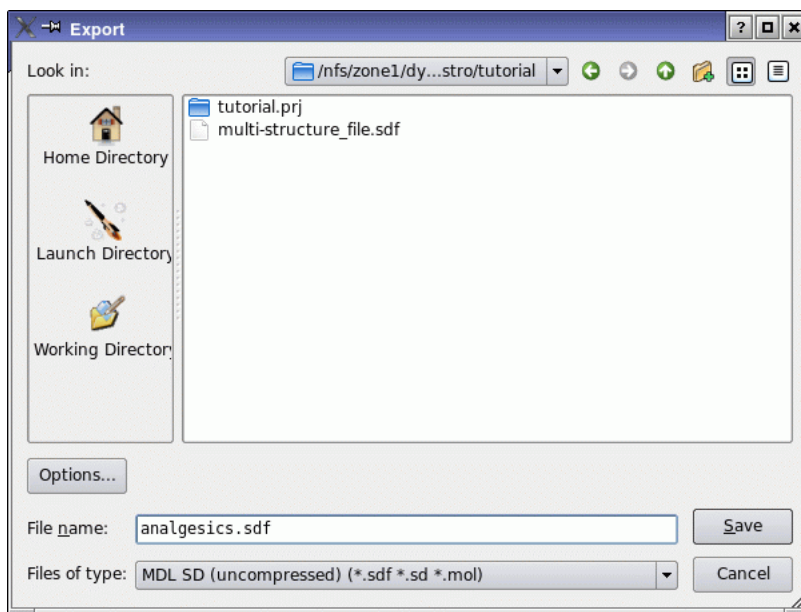 Export
Look in:
/nfs/zone1/dy...stro/tutorial
Home Directory
Launch Directory
Working Directory
tutorial.prj
multi-structure_file.sdf
Options...
File name:
analgesics.sdf
Save
Files of type:
MDL SD (uncompressed) (*.sdf *.sd *.mol)
Cancel